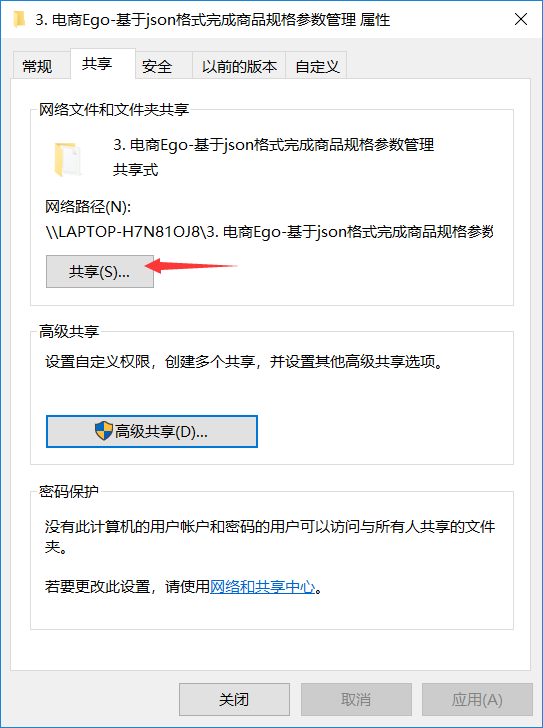 3. 电商Ego-基于json格式完成商品规格参数管理 属性
常规
共享
安全
以前的版本
自定义
网络文件和文件夹共享
3. 电商Ego-基于json格式完成商品规格参数管理
共享式
网络路径(N):
\\LAPTOP-H7N81OJ8\3. 电商Ego-基于json格式完成商品规格参数
共享(S)...
高级共享
设置自定义权限，创建多个共享，并设置其他高级共享选项。
高级共享(D)...
密码保护
没有此计算机的用户帐户和密码的用户可以访问与所有人共享的文件
夹。
若要更改此设置，请使用网络和共享中心。
关闭
取消
应用(A)